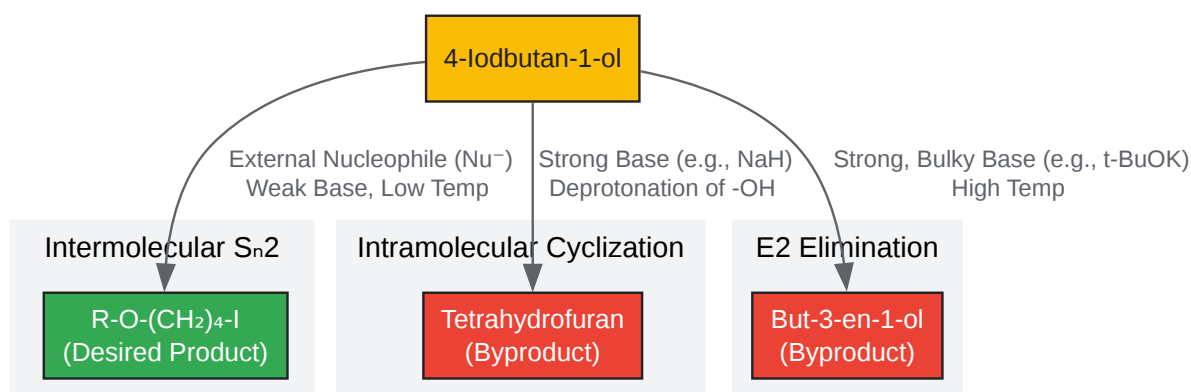 4-Iodbutan-1-ol
External Nucleophile (Nu⁻)
Weak Base, Low Temp
Strong Base (e.g., NaH)
Deprotonation of -OH
Strong, Bulky Base (e.g., t-BuOK)
High Temp
Intermolecular Sₙ2
R-O-(CH₂)₄-I
(Desired Product)
Intramolecular Cyclization
Tetrahydrofuran
(Byproduct)
E2 Elimination
But-3-en-1-ol
(Byproduct)